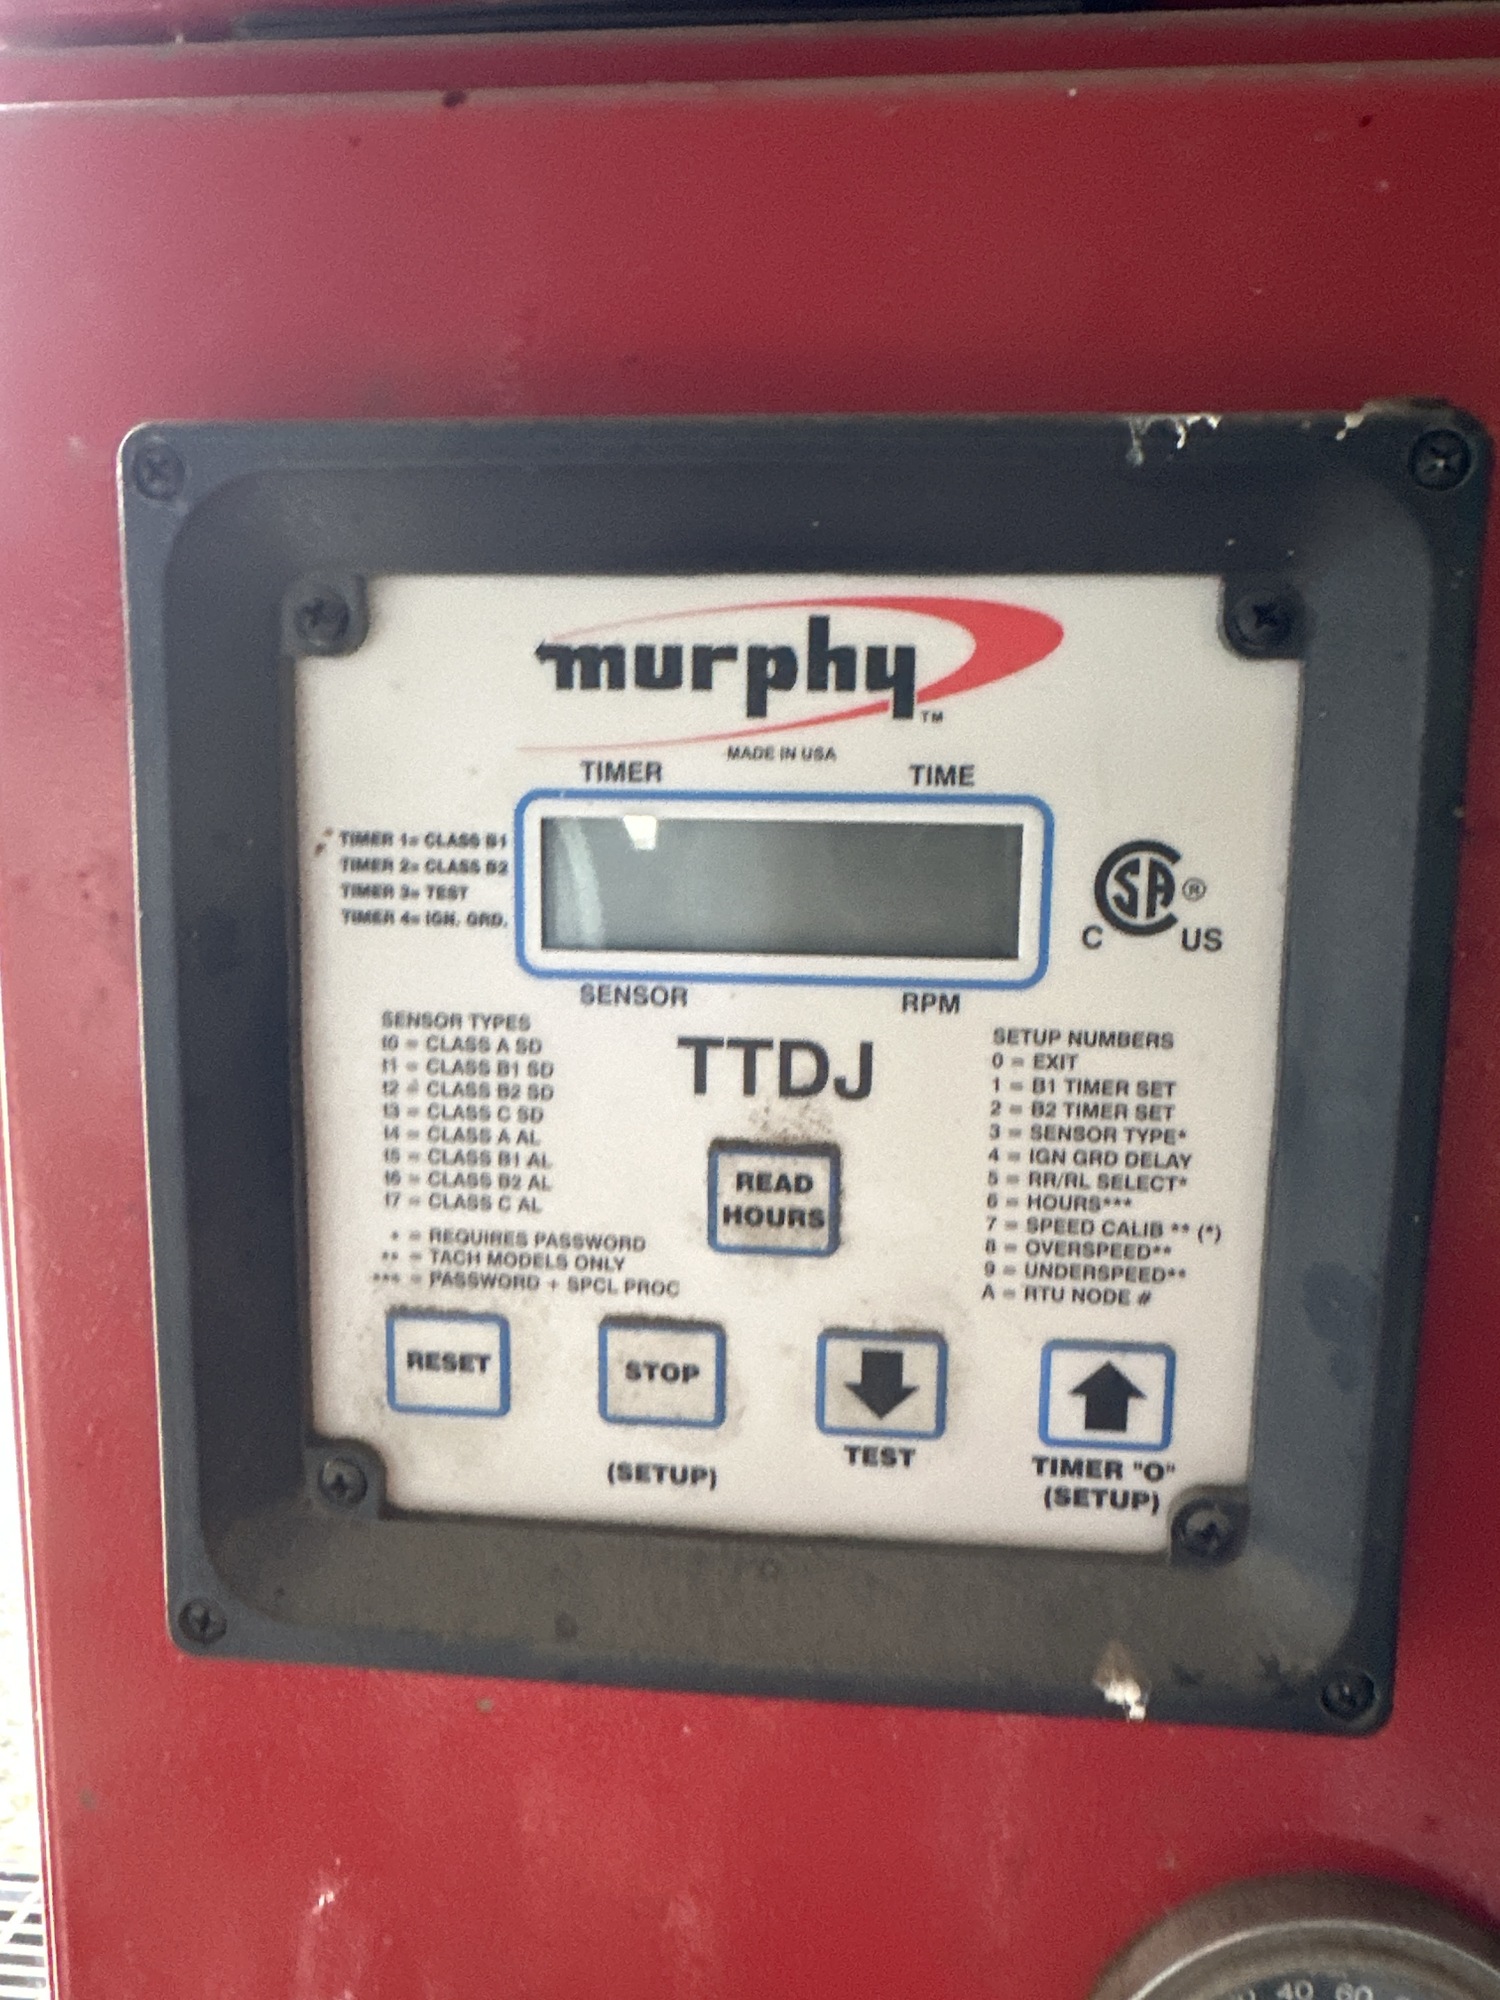 murphy™
MADE IN USA
TIMER TIME
TIMER 1= CLASS B1
TIMER 2= CLASS B2
TIMER 3= TEST
TIMER 4= IGN. GRD.
C SA ® US
SENSOR RPM
TTDJ
SENSOR TYPES
t0 = CLASS A SD
t1 = CLASS B1 SD
t2 = CLASS B2 SD
t3 = CLASS C SD
t4 = CLASS A AL
t5 = CLASS B1 AL
t6 = CLASS B2 AL
t7 = CLASS C AL
* = REQUIRES PASSWORD
** = TACH MODELS ONLY
*** = PASSWORD + SPCL PROC
READ
HOURS
SETUP NUMBERS
0 = EXIT
1 = B1 TIMER SET
2 = B2 TIMER SET
3 = SENSOR TYPE*
4 = IGN GRD DELAY
5 = RR/RL SELECT*
6 = HOURS***
7 = SPEED CALIB ** (*)
8 = OVERSPEED**
9 = UNDERSPEED**
A = RTU NODE #
RESET
STOP
(SETUP)
TEST
TIMER "O"
(SETUP)
40 60